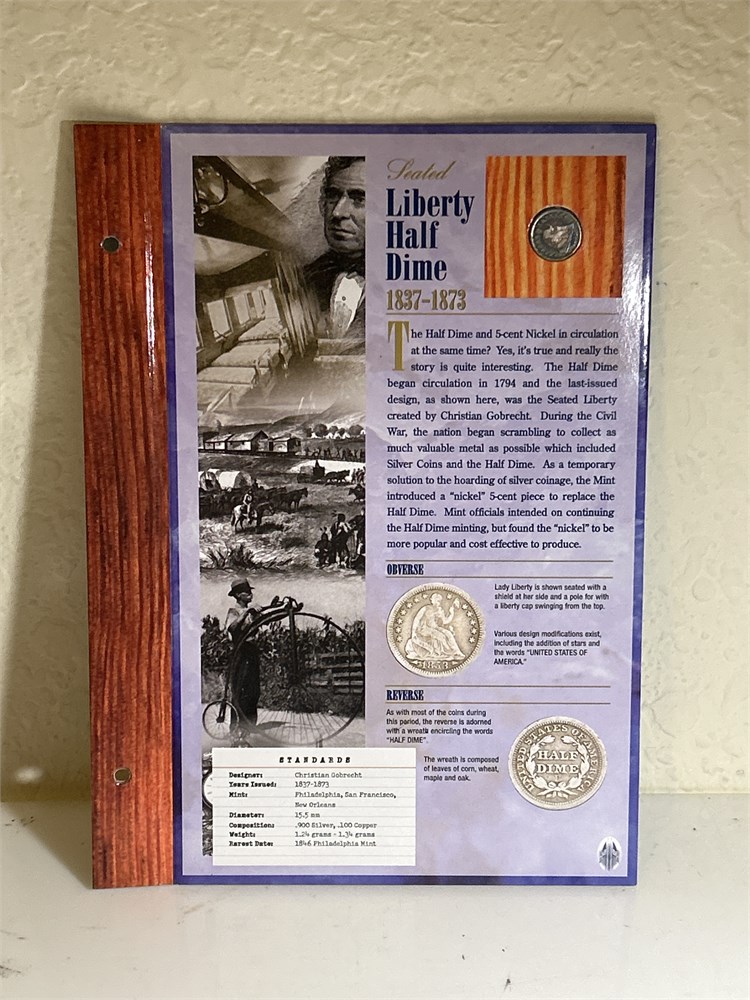 Seated
Liberty
Half
Dime
1837-1873
The Half Dime and 5-cent Nickel in circulation
at the same time? Yes, it's true and really the
story is quite interesting. The Half Dime
began circulation in 1794 and the last-issued
design, as shown here, was the Seated Liberty
created by Christian Gobrecht. During the Civil
War, the nation began scrambling to collect as
much valuable metal as possible which included
Silver Coins and the Half Dime. As a temporary
solution to the hoarding of silver coinage, the Mint
introduced a "nickel" 5-cent piece to replace the
Half Dime. Mint officials intended on continuing
the Half Dime minting, but found the "nickel" to be
more popular and cost effective to produce.
OBVERSE
Lady Liberty is shown seated with a
shield at her side and a pole for with
a liberty cap swinging from the top.
Various design modifications exist,
including the addition of stars and
the words "UNITED STATES OF
AMERICA."
1853
REVERSE
As with most of the coins during
this period, the reverse is adorned
with a wreath encircling the words
"HALF DIME".
The wreath is composed
of leaves of corn, wheat,
maple and oak.
UNITED STATES OF AMERICA
HALF
DIME
STANDARDS
Designer: Christian Gobrecht
Years Issued: 1837-1873
Mint: Philadelphia, San Francisco,
New Orleans
Diameter: 15.5 mm
Composition: .900 Silver, .100 Copper
Weight: 1.24 grams - 1.34 grams
Rarest Date: 1846 Philadelphia Mint